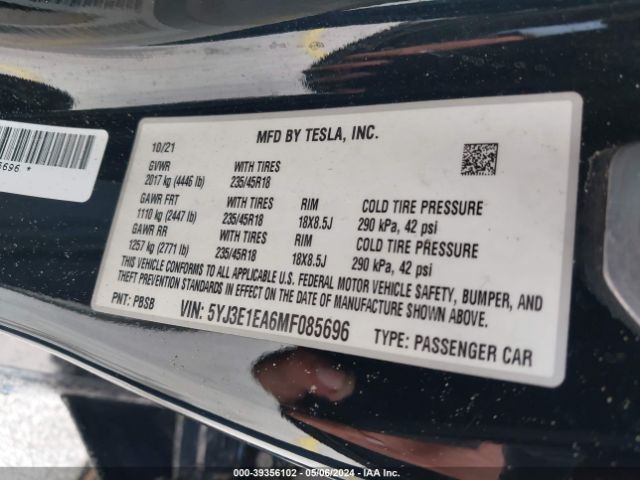 5696 *
10/21 MFD BY TESLA, INC.
GVWR WITH TIRES
2017 kg (4446 lb) 235/45R18
GAWR FRT WITH TIRES RIM COLD TIRE PRESSURE
1110 kg (2447 lb) 235/45R18 18X8.5J 290 kPa, 42 psi
GAWR RR WITH TIRES RIM COLD TIRE PRESSURE
1257 kg (2771 lb) 235/45R18 18X8.5J 290 kPa, 42 psi
THIS VEHICLE CONFORMS TO ALL APPLICABLE U.S. FEDERAL MOTOR VEHICLE SAFETY, BUMPER, AND
THEFT PREVENTION STANDARDS IN EFFECT ON THE DATE OF MANUFACTURE SHOWN ABOVE.
PNT: PBSB VIN: 5YJ3E1EA6MF085696 TYPE: PASSENGER CAR
000-39356102 - 05/06/2024 - IAA Inc.